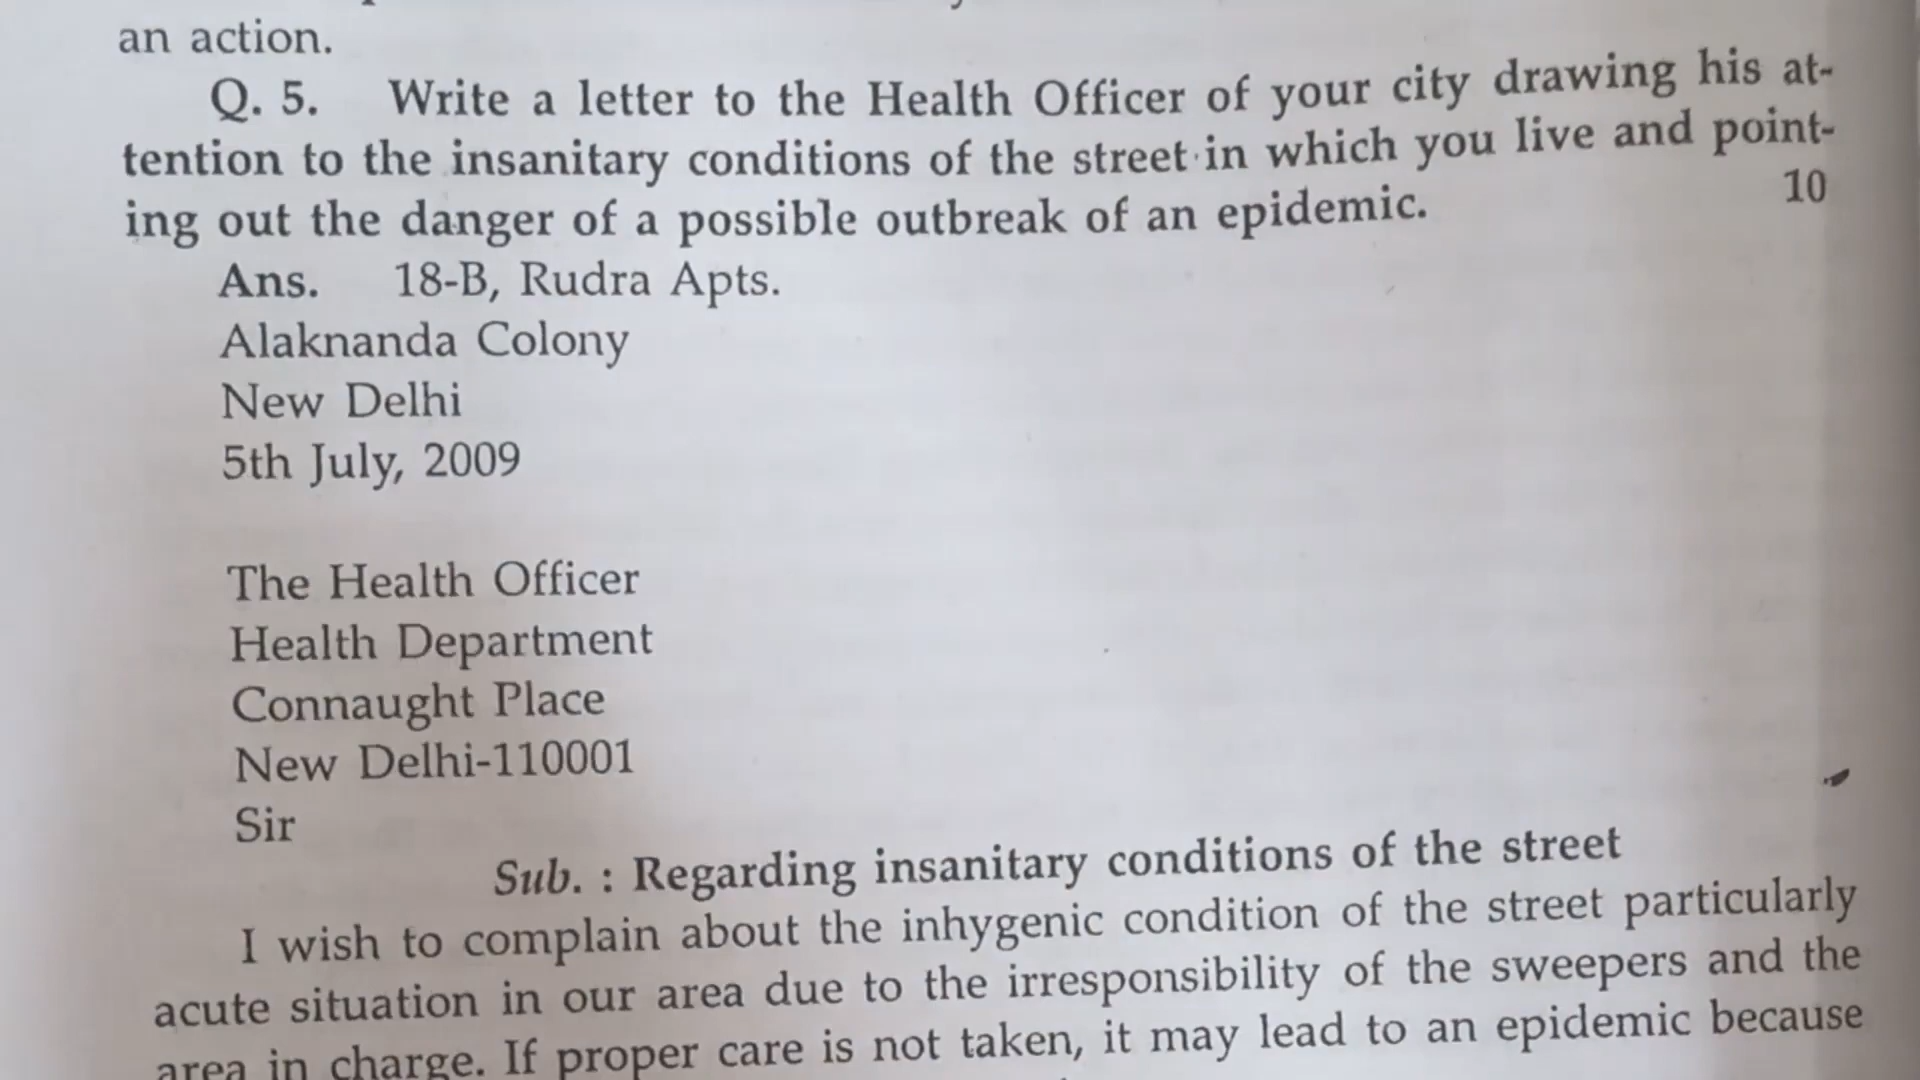 an action.
Q. 5. Write a letter to the Health Officer of your city drawing his at-
tention to the insanitary conditions of the street in which you live and point-
ing out the danger of a possible outbreak of an epidemic. 10
Ans. 18-B, Rudra Apts.
Alaknanda Colony
New Delhi
5th July, 2009
The Health Officer
Health Department
Connaught Place
New Delhi-110001
Sir
Sub. : Regarding insanitary conditions of the street
I wish to complain about the inhygenic condition of the street particularly
acute situation in our area due to the irresponsibility of the sweepers and the
area in charge. If proper care is not taken, it may lead to an epidemic because